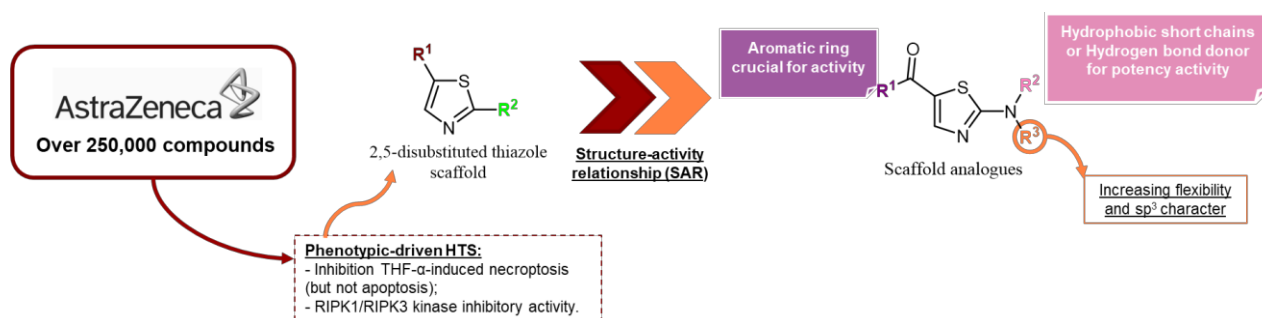 AstraZeneca
Over 250,000 compounds
R¹
S
N
R²
2,5-disubstituted thiazole
scaffold
Phenotypic-driven HTS:
- Inhibition THF-α-induced necroptosis
(but not apoptosis);
- RIPK1/RIPK3 kinase inhibitory activity.
Structure-activity
relationship (SAR)
Aromatic ring
crucial for activity
Hydrophobic short chains
or Hydrogen bond donor
for potency activity
O
R¹
S
R²
N
N
R³
Scaffold analogues
Increasing flexibility
and sp³ character